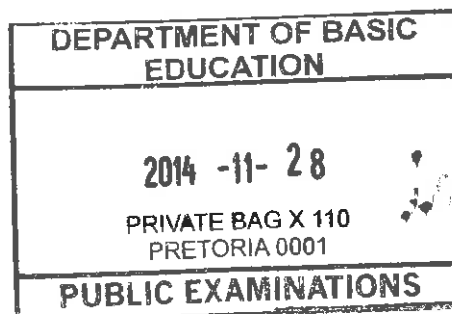 DEPARTMENT OF BASIC
EDUCATION
2014 -11- 28
PRIVATE BAG X 110
PRETORIA 0001
PUBLIC EXAMINATIONS